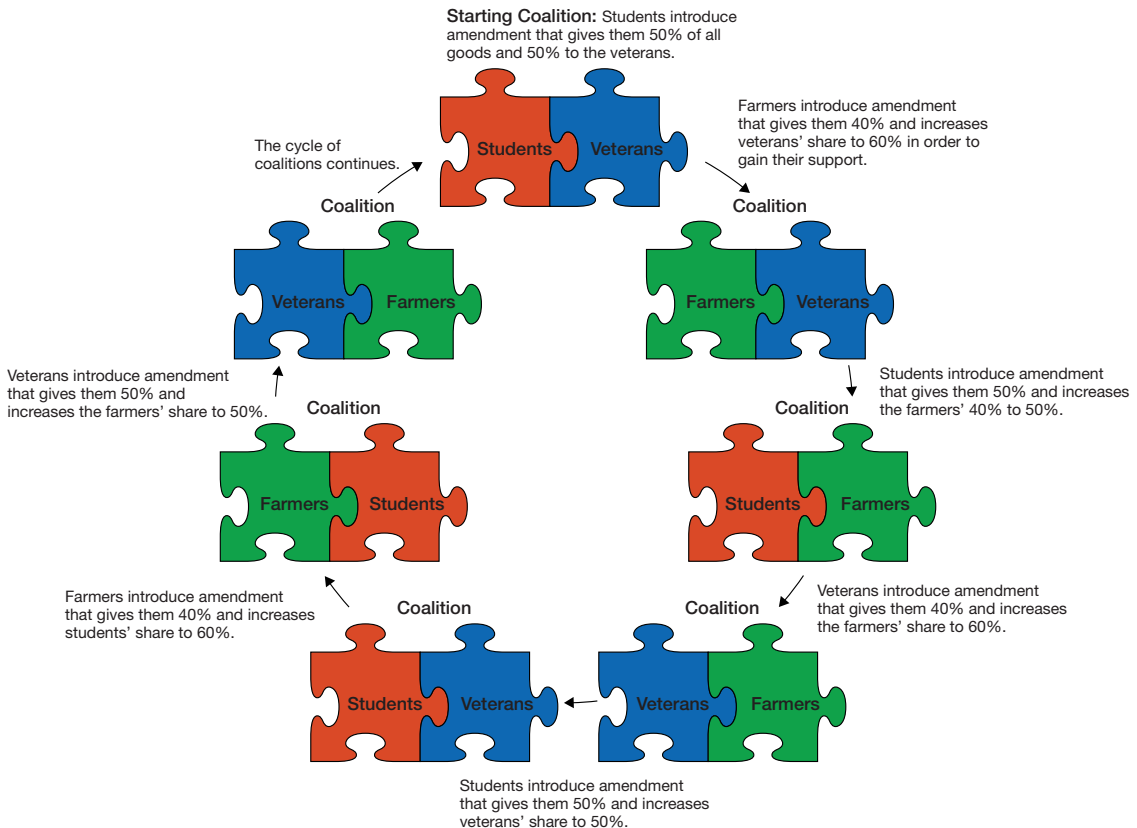 Starting Coalition: Students introduce
amendment that gives them 50% of all
goods and 50% to the veterans.
Students
Veterans
Farmers introduce amendment
that gives them 40% and increases
veterans’ share to 60% in order to
gain their support.
Coalition
Farmers
Veterans
Students introduce amendment
that gives them 50% and increases
the farmers’ 40% to 50%.
Coalition
Students
Farmers
Veterans introduce amendment
that gives them 40% and increases
the farmers’ share to 60%.
Coalition
Veterans
Farmers
Students introduce amendment
that gives them 50% and increases
veterans’ share to 50%.
Coalition
Students
Veterans
Farmers introduce amendment
that gives them 40% and increases
students’ share to 60%.
Coalition
Farmers
Students
Veterans introduce amendment
that gives them 50% and
increases the farmers’ share to 50%.
Coalition
Veterans
Farmers
The cycle of
coalitions continues.